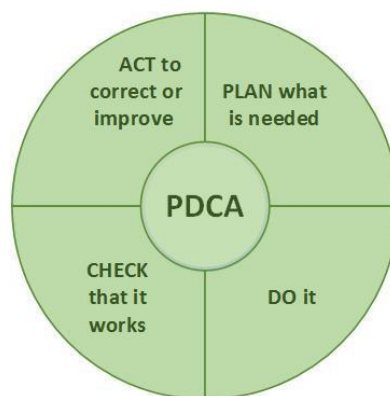 ACT to
correct or
improve
PLAN what
is needed
PDCA
CHECK
that it
works
DO it